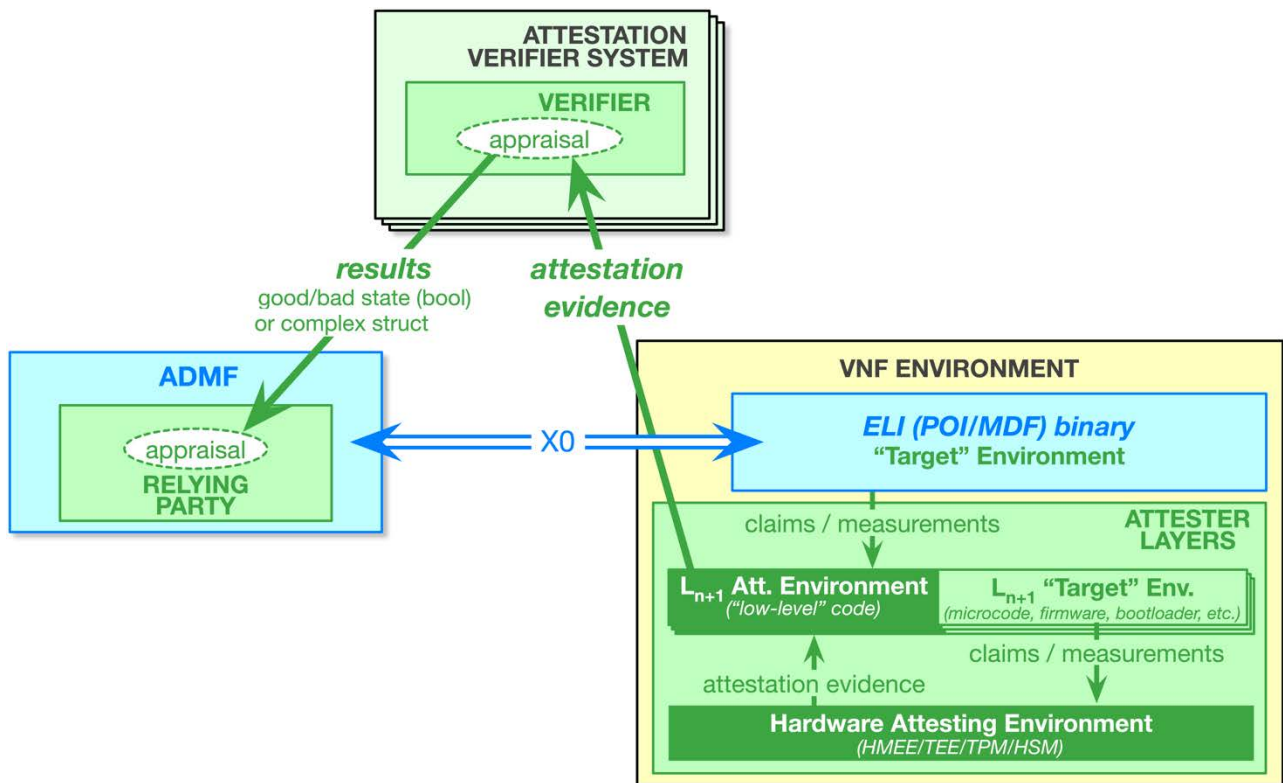 ATTESTATION
VERIFIER SYSTEM
VERIFIER
appraisal
results
good/bad state (bool)
or complex struct
attestation
evidence
ADMF
appraisal
RELYING
PARTY
X0
VNF ENVIRONMENT
ELI (POI/MDF) binary
“Target” Environment
claims / measurements
ATTESTER
LAYERS
Ln+1 Att. Environment
(“low-level” code)
Ln+1 “Target” Env.
(microcode, firmware, bootloader, etc.)
claims / measurements
attestation evidence
Hardware Attesting Environment
(HMEE/TEE/TPM/HSM)